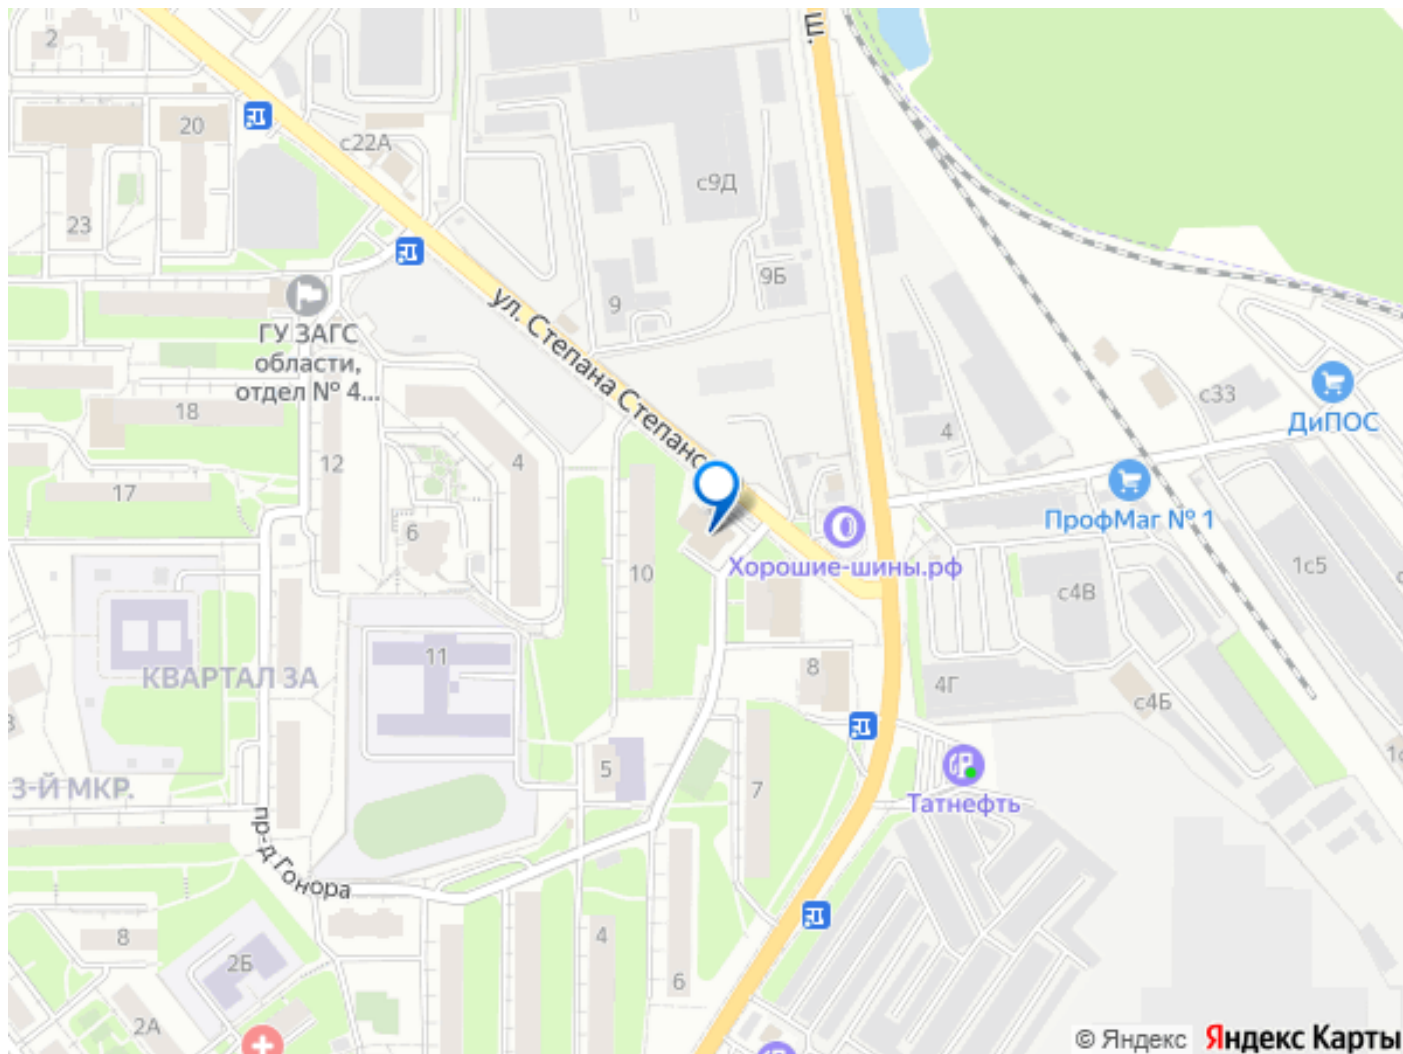 2
Ш.
20
с22А
с9Д
23
9Б
9
ул. Степана Степано
ГУ ЗАГС
области,
отдел № 4...
с33
ДиПОС
18
4
12
4
17
ПрофМаг № 1
6
Хорошие-шины.рф
10
1с5
с4В
11
КВАРТАЛ 3А
8
4Г
с4Б
5
7
Татнефть
3-Й МКР.
пр-д Гонора
8
4
2Б
6
2А
© Яндекс Яндекс Карты